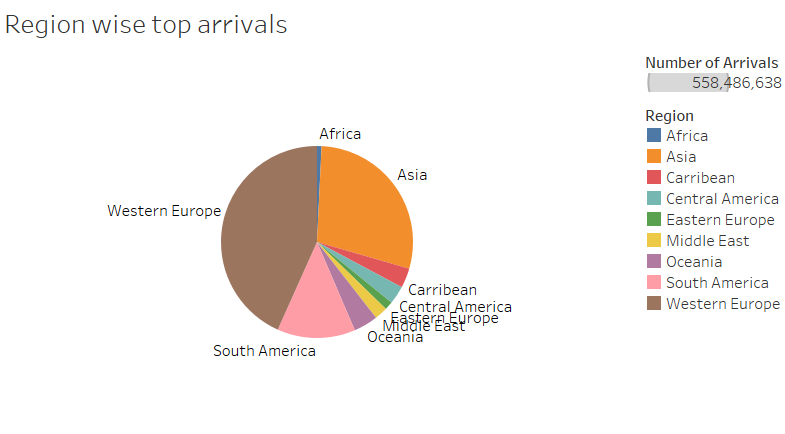 Region wise top arrivals
Number of Arrivals
558,486,638
Region
Africa
Asia
Carribean
Central America
Eastern Europe
Middle East
Oceania
South America
Western Europe
Africa
Asia
Western Europe
Carribean
Central America
Eastern Europe
Middle East
Oceania
South America